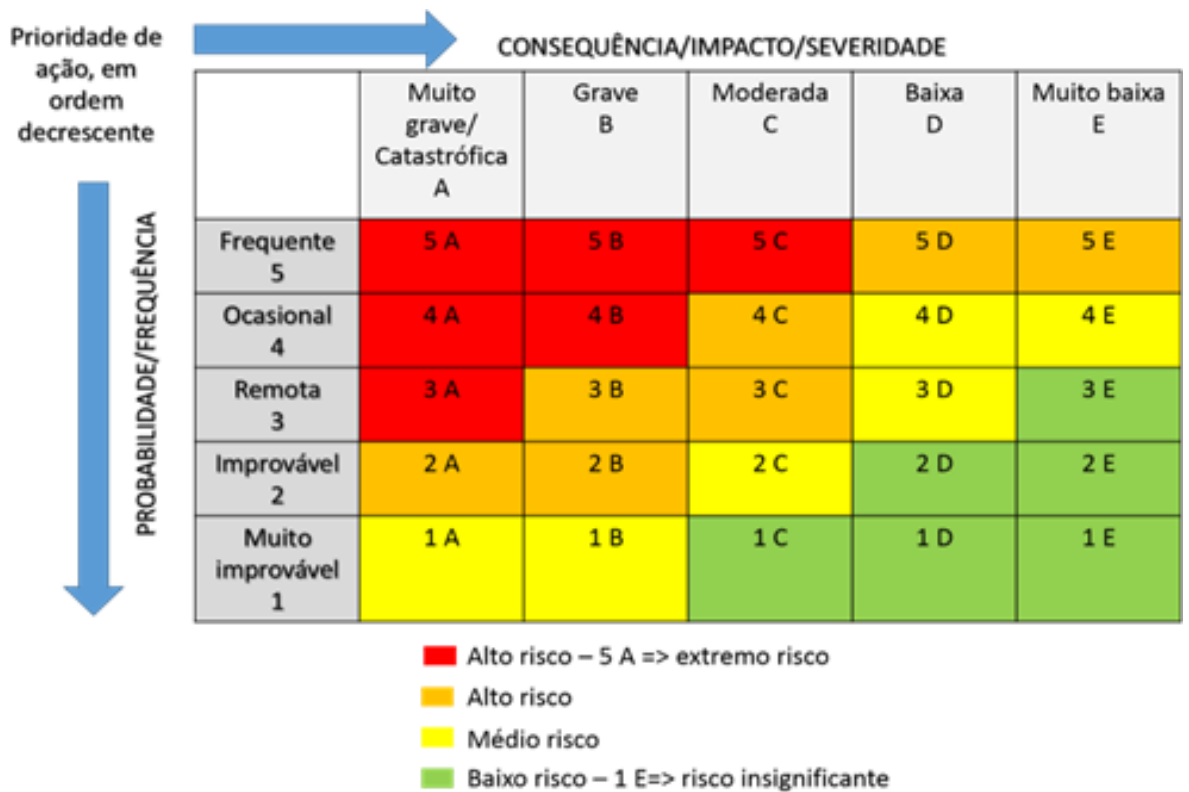 Prioridade de
ação, em
ordem
decrescente
CONSEQUÊNCIA/IMPACTO/SEVERIDADE
PROBABILIDADE/FREQUÊNCIA
Muito
grave/
Catastrófica
A
Grave
B
Moderada
C
Baixa
D
Muito baixa
E
Frequente
5
5 A
5 B
5 C
5 D
5 E
Ocasional
4
4 A
4 B
4 C
4 D
4 E
Remota
3
3 A
3 B
3 C
3 D
3 E
Improvável
2
2 A
2 B
2 C
2 D
2 E
Muito
improvável
1
1 A
1 B
1 C
1 D
1 E
Alto risco – 5 A => extremo risco
Alto risco
Médio risco
Baixo risco – 1 E=> risco insignificante